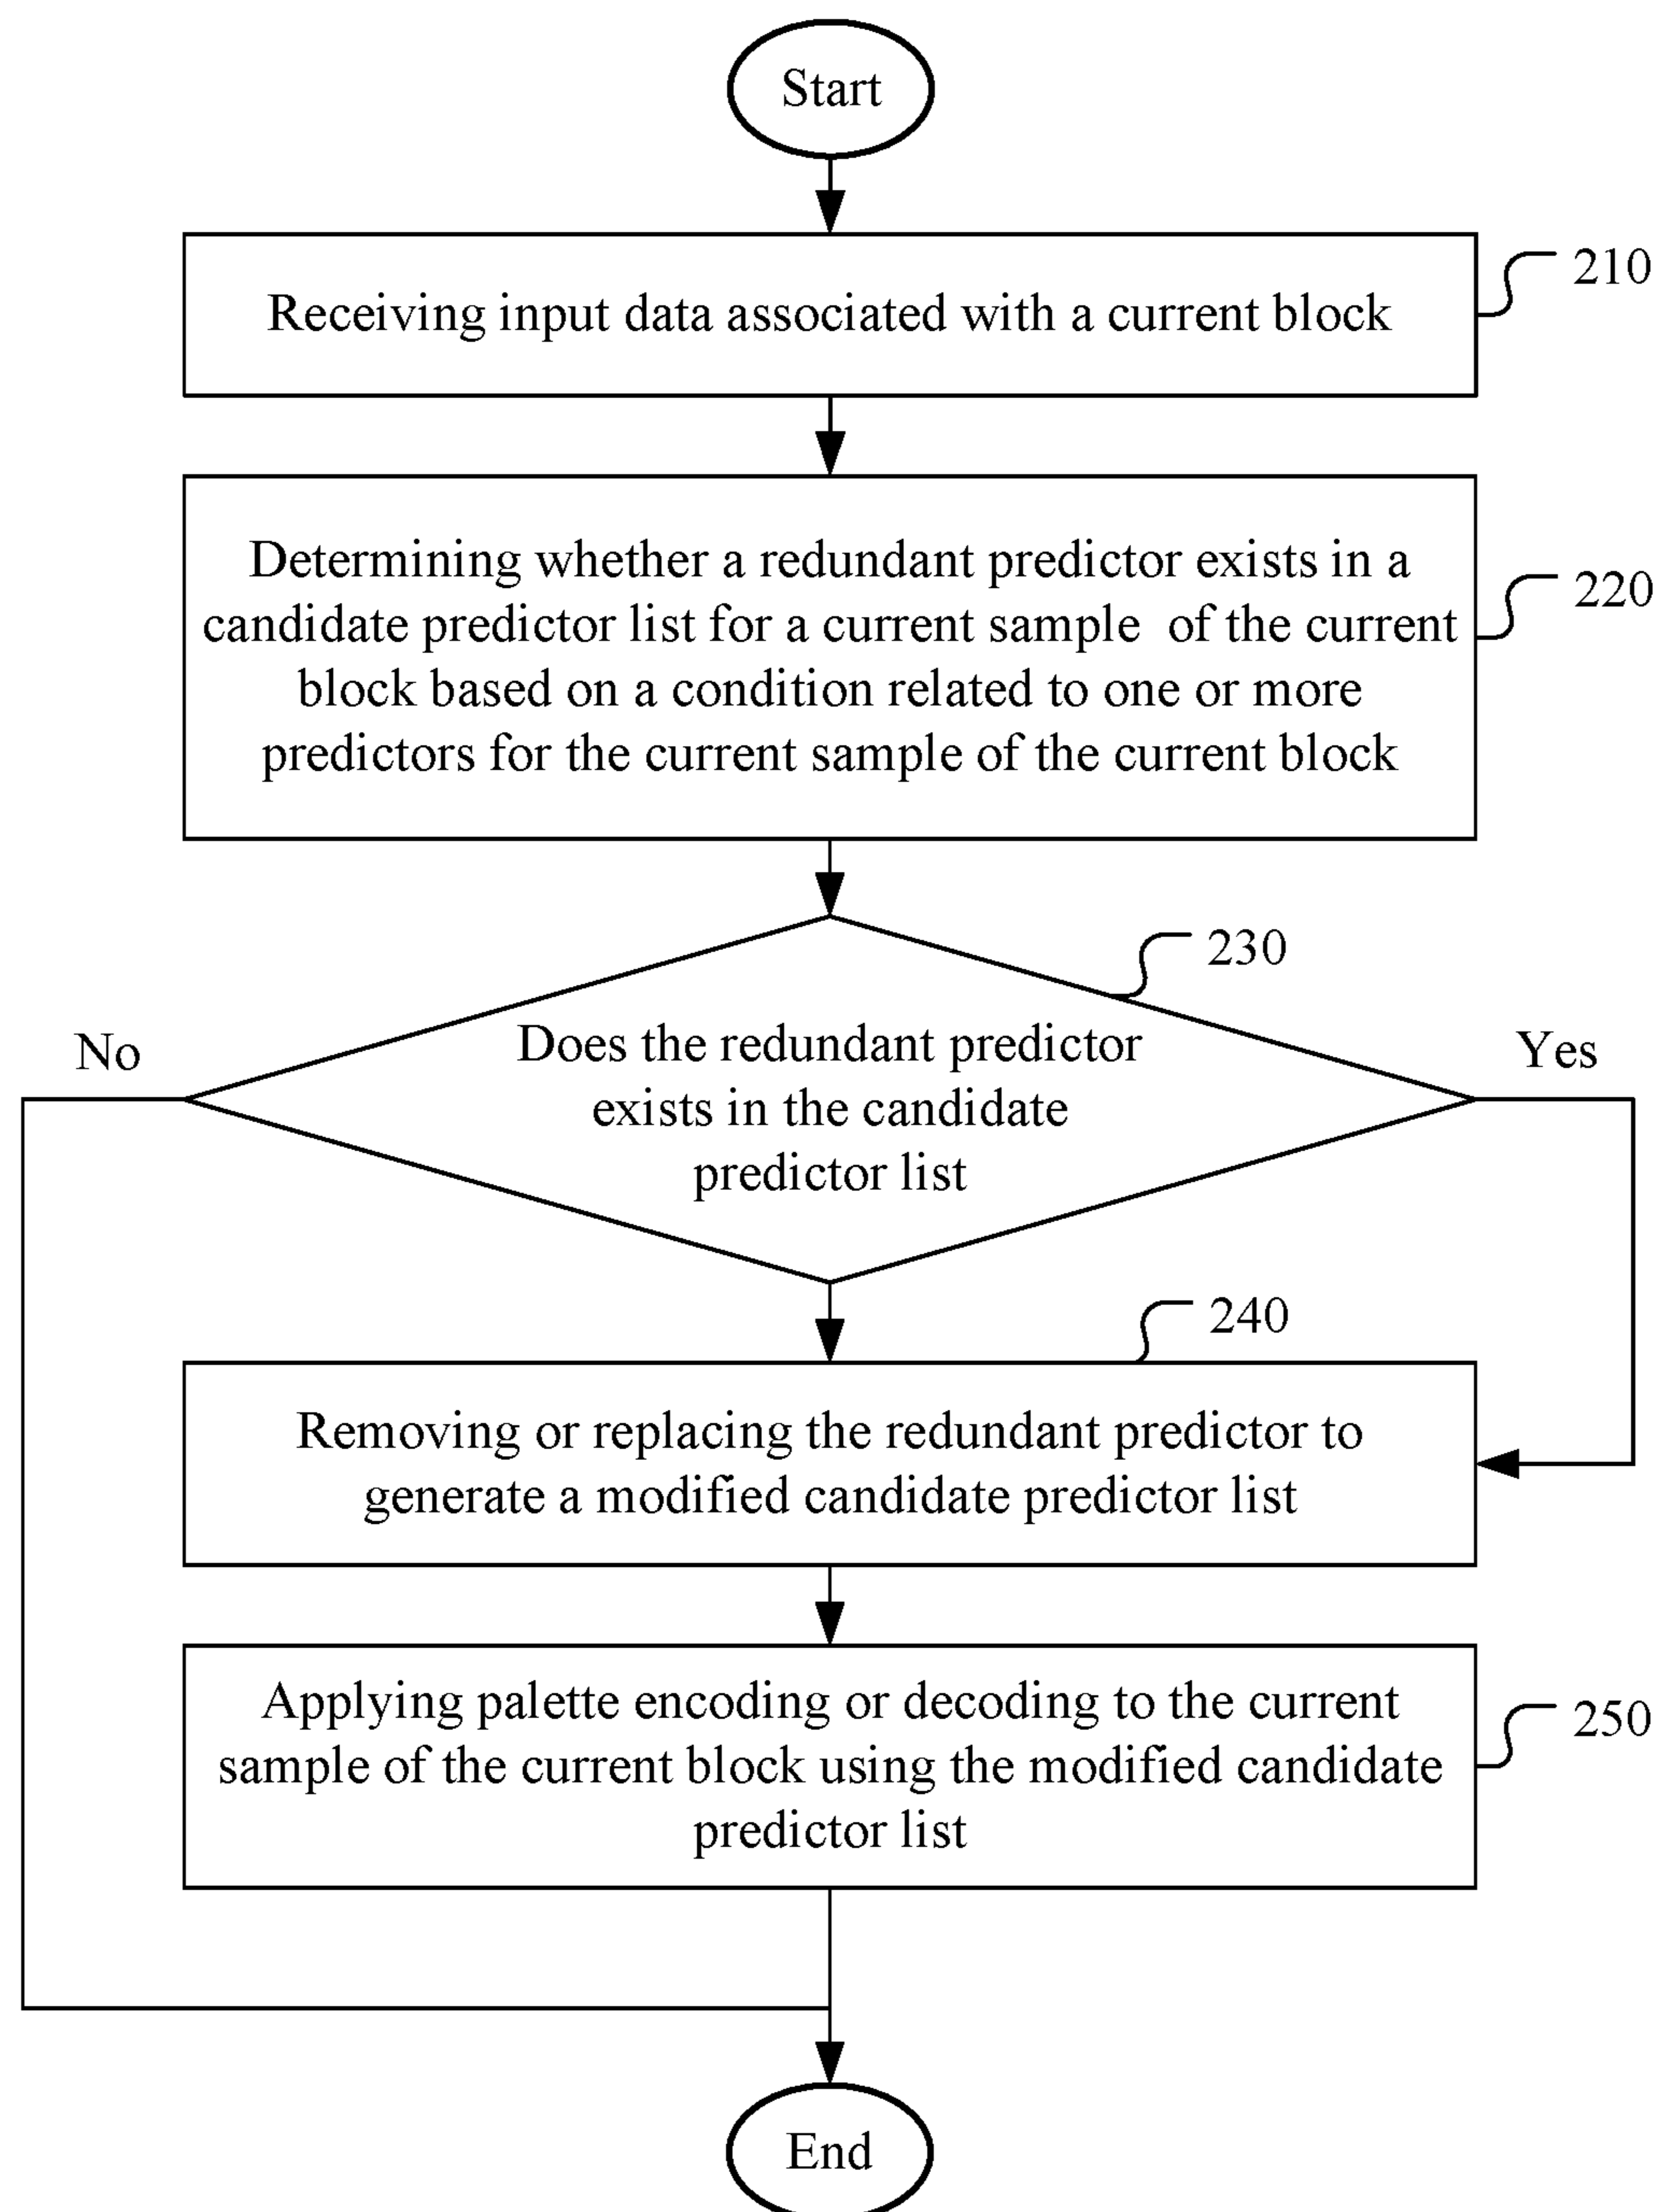 Start
Receiving input data associated with a current block
210
Determining whether a redundant predictor exists in a
candidate predictor list for a current sample of the current
block based on a condition related to one or more
predictors for the current sample of the current block
220
230
No
Does the redundant predictor
exists in the candidate
predictor list
Yes
240
Removing or replacing the redundant predictor to
generate a modified candidate predictor list
Applying palette encoding or decoding to the current
sample of the current block using the modified candidate
predictor list
250
End